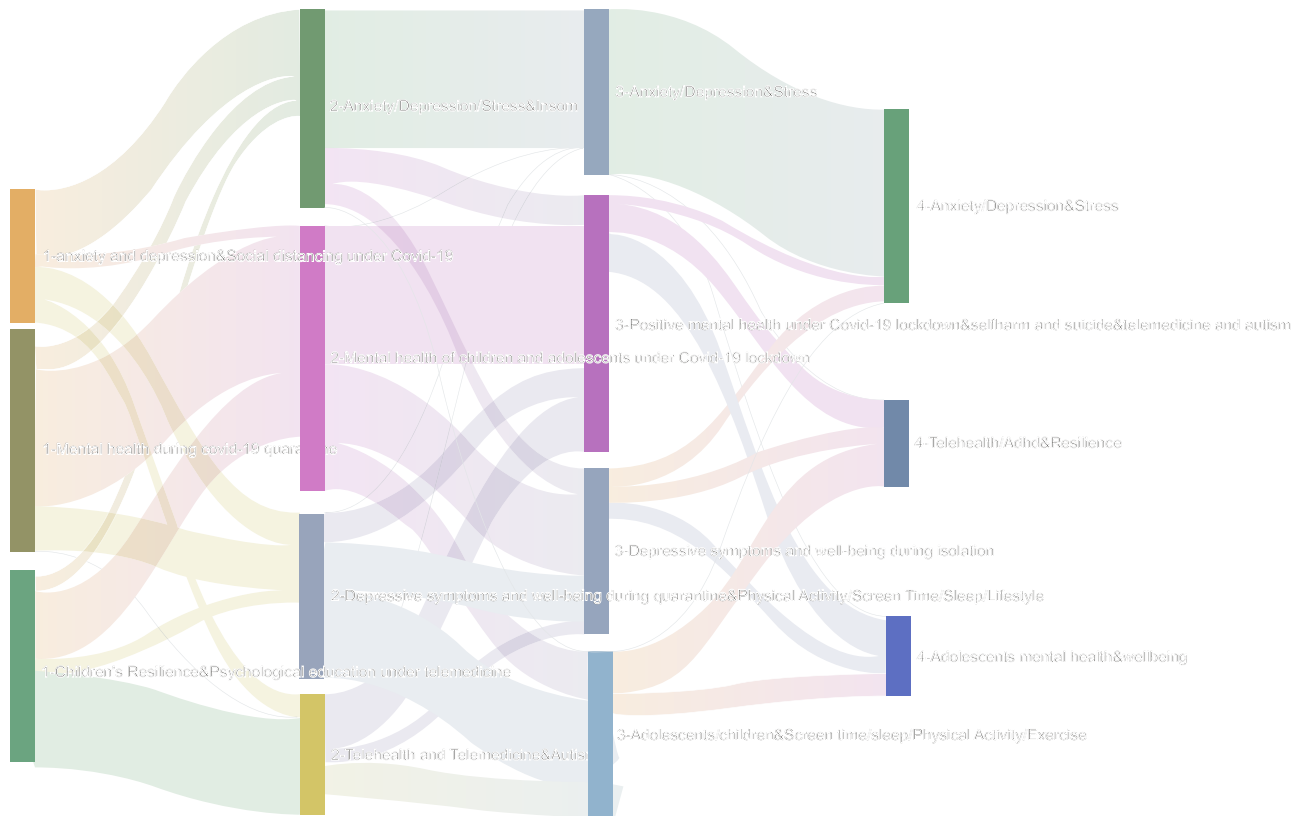 1-anxiety and depression&Social distancing under Covid-19
1-Mental health during covid-19 quarantine
1-Children's Resilience&Psychological education under telemedicine
2-Anxiety/Depression/Stress&Insom
2-Mental health of children and adolescents under Covid-19 lockdown
2-Depressive symptoms and well-being during quarantine&Physical Activity/Screen Time/Sleep/Lifestyle
2-Telehealth and Telemedicine&Autis
3-Anxiety/Depression&Stress
3-Positive mental health under Covid-19 lockdown&selfharm and suicide&telemedicine and autism
3-Depressive symptoms and well-being during isolation
3-Adolescents/children&Screen time/sleep/Physical Activity/Exercise
4-Anxiety/Depression&Stress
4-Telehealth/Adhd&Resilience
4-Adolescents mental health&wellbeing